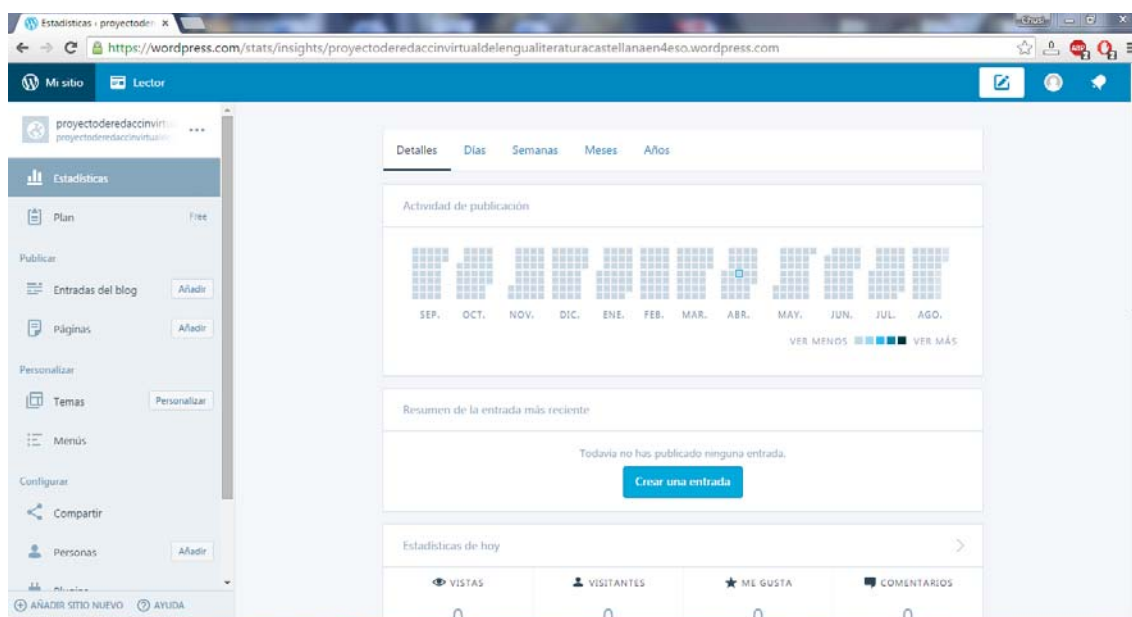 Estadísticas ‹ proyectoder
https://wordpress.com/stats/insights/proyectoderedaccinvirtualdelengualiteraturacastellanaen4eso.wordpress.com
Mi sitio
Lector
proyectoderedaccinvirtu
Estadísticas
Plan
Free
Publicar
Entradas del blog
Añadir
Páginas
Añadir
Personalizar
Temas
Personalizar
Menús
Configurar
Compartir
Personas
Añadir
Plugins
AÑADIR SITIO NUEVO
AYUDA
Detalles
Días
Semanas
Meses
Años
Actividad de publicación
SEP. OCT. NOV. DIC. ENE. FEB. MAR. ABR. MAY. JUN. JUL. AGO.
VER MENOS
VER MÁS
Resumen de la entrada más reciente
Todavía no has publicado ninguna entrada.
Crear una entrada
Estadísticas de hoy
VISTAS
VISITANTES
ME GUSTA
COMENTARIOS
0 0 0 0